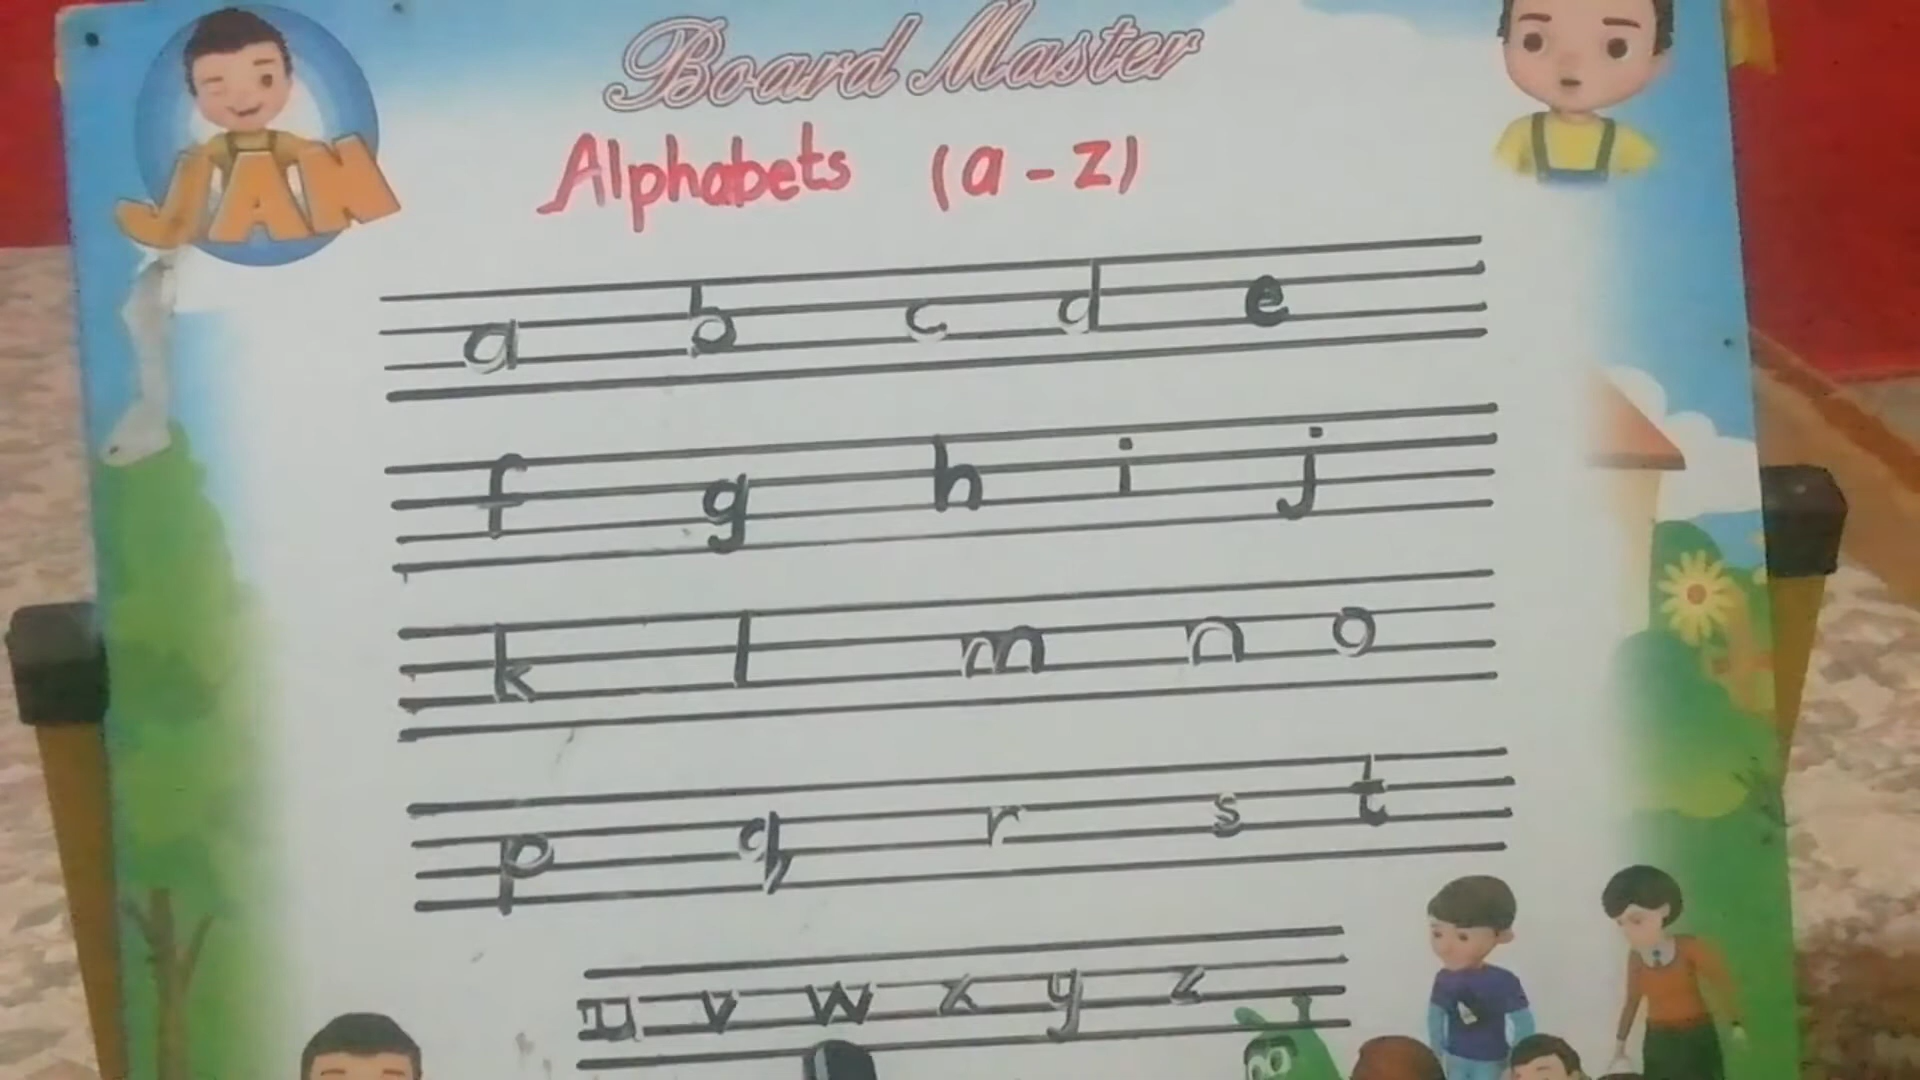 Board Master
JAN
Alphabets (a - z)
a b c d e
f g h i j
k l m n o
p q r s t
u v w x y z